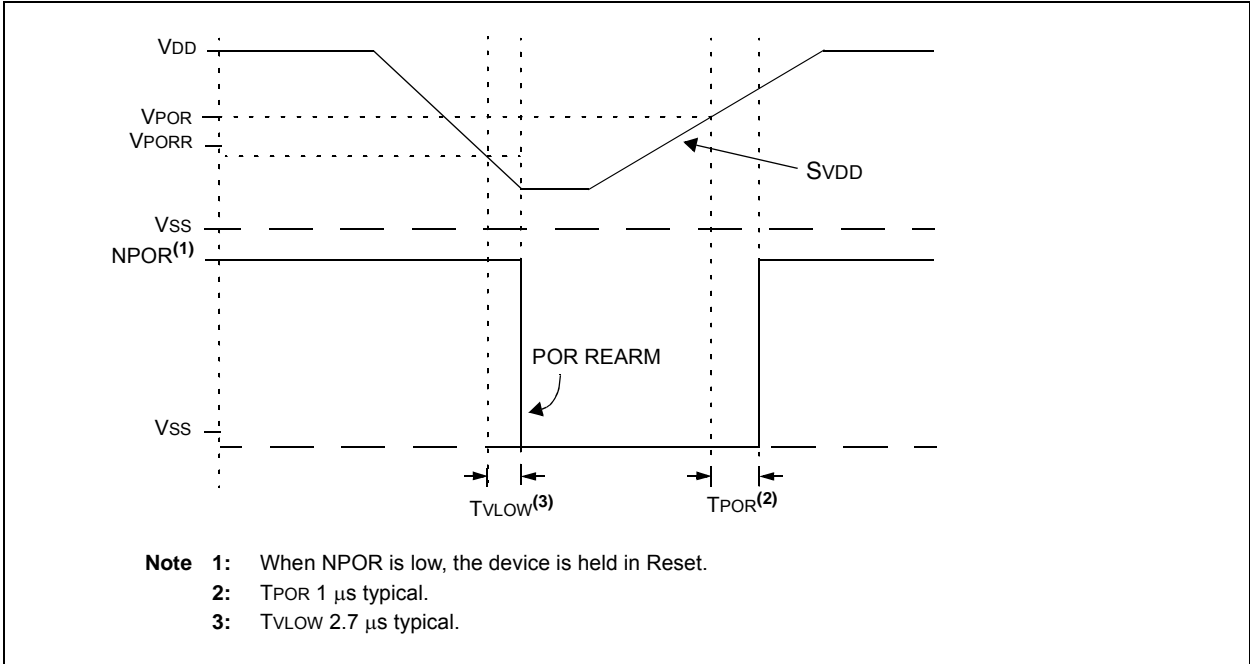 VDD
VPOR
VPORR
SVDD
VSS
NPOR(1)
POR REARM
VSS
TVLOW(3)
TPOR(2)
Note 1: When NPOR is low, the device is held in Reset.
2: TPOR 1 μs typical.
3: TVLOW 2.7 μs typical.